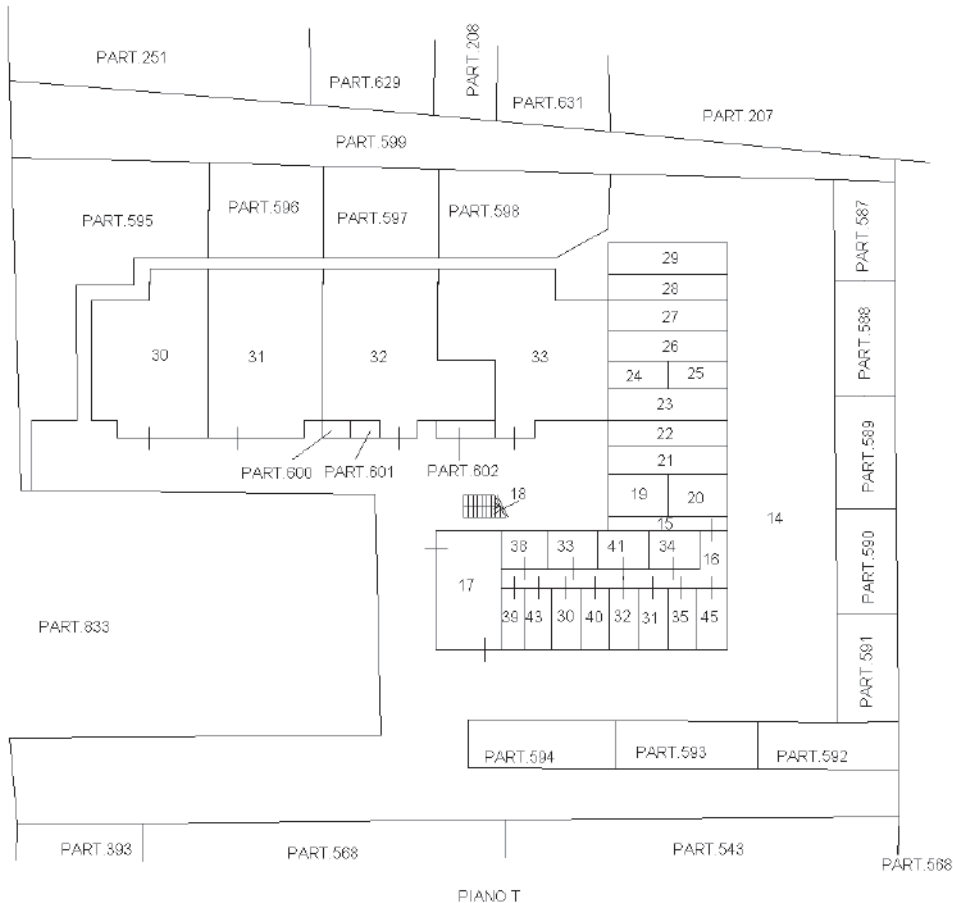 PART.251
PART.629
PART.208
PART.631
PART.207
PART.599
PART.595
PART.596
PART.597
PART.598
PART.587
29
28
27
26
24 25
23
22
21
19 20
15
30
31
32
33
PART.588
PART.589
PART.600
PART.601
PART.602
18
14
38 33 41 34
16
17
39 43 30 40 32 31 35 45
PART.590
PART.591
PART.833
PART.594
PART.593
PART.592
PART.393
PART.568
PART.543
PART.568
PIANO T